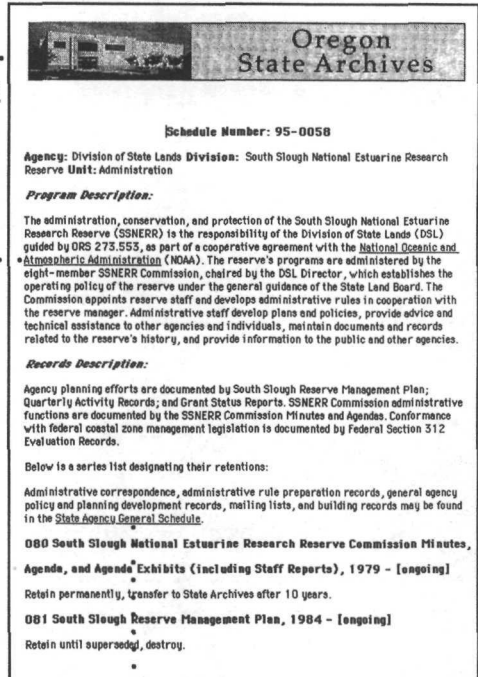 Oregon
State Archives
Schedule Number: 95-0058
Agency: Division of State Lands Division: South Slough National Estuarine Research
Reserve Unit: Administration
Program Description:
The administration, conservation, and protection of the South Slough National Estuarine
Research Reserve (SSNERR) is the responsibility of the Division of State Lands (DSL)
guided by ORS 273.553, as part of a cooperative agreement with the National Oceanic and
Atmospheric Administration (NOAA). The reserve's programs are administered by the
eight-member SSNERR Commission, chaired by the DSL Director, which establishes the
operating policy of the reserve under the general guidance of the State Land Board. The
Commission appoints reserve staff and develops administrative rules in cooperation with
the reserve manager. Administrative staff develop plans and policies, provide advice and
technical assistance to other agencies and individuals, maintain documents and records
related to the reserve's history, and provide information to the public and other agencies.
Records Description:
Agency planning efforts are documented by South Slough Reserve Management Plan;
Quarterly Activity Records; and Grant Status Reports. SSNERR Commission administrative
functions are documented by the SSNERR Commission Minutes and Agendas. Conformance
with federal coastal zone management legislation is documented by Federal Section 312
Evaluation Records.
Below is a series list designating their retentions:
Administrative correspondence, administrative rule preparation records, general agency
policy and planning development records, mailing lists, and building records may be found
in the State Agency General Schedule.
080 South Slough National Estuarine Research Reserve Commission Minutes,
Agenda, and Agenda Exhibits (including Staff Reports), 1979 - [ongoing]
Retain permanently, transfer to State Archives after 10 years.
081 South Slough Reserve Management Plan, 1984 - [ongoing]
Retain until superseded, destroy.